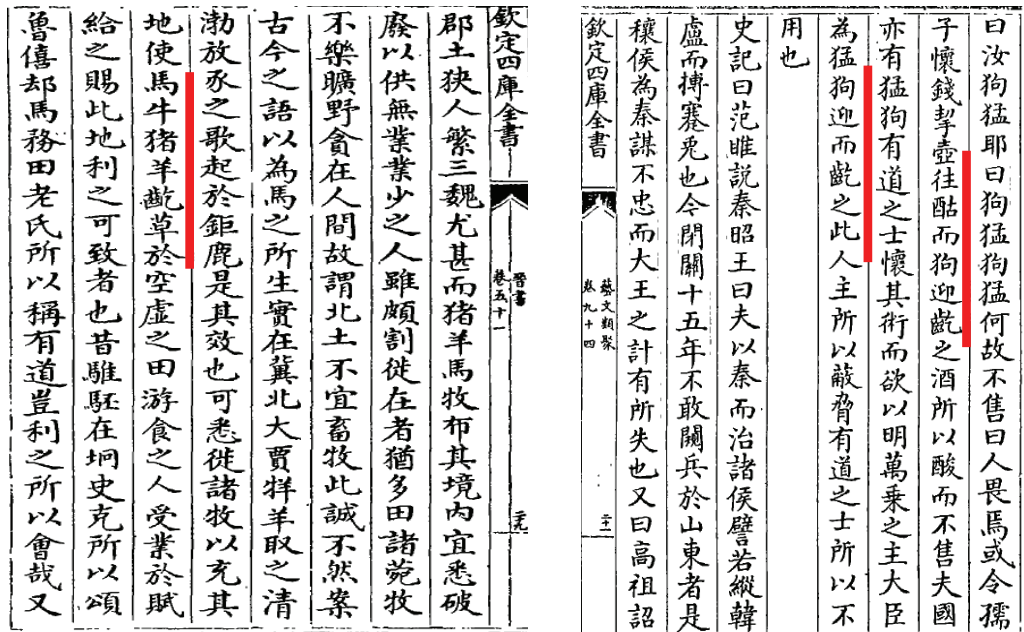 曰汝狗猛耶曰狗猛狗猛何故不售曰人畏焉或令孺
子懷錢挈壺往酤而狗迎齕之酒所以酸而不售夫國
亦有猛狗有道之士懷其術而欲以明萬乘之主大臣
為猛狗迎而齕之此人主所以蔽脅有道之士所以不
用也
史記曰范睢説秦昭王曰夫以秦而治諸侯譬若縱韓
盧而搏蹇兎也今閉關十五年不敢闚兵於山東者是
穰侯為秦謀不忠而大王之計有所失也又曰高祖詔
欽定四庫全書
藝文類聚
卷九十四
二十一
欽定四庫全書
晉書
卷五十一
二十九
郡土狹人繁三魏尤甚而猪羊馬牧布其境内宜悉破
廢以供無業業少之人雖頗割徙在者猶多田諸菀牧
不樂曠野貪在人間故謂北土不宜畜牧此誠不然案
古今之語以為馬之所生實在冀北大賈牂羊取之清
渤放豕之歌起於鉅鹿是其效也可悉徙諸牧以充其
地使馬牛猪羊齕草於空虛之田游食之人受業於賦
給之賜此地利之可致者也昔騅駓在坰史克所以頌
魯僖却馬務田老氏所以稱有道豈利之所以會哉又